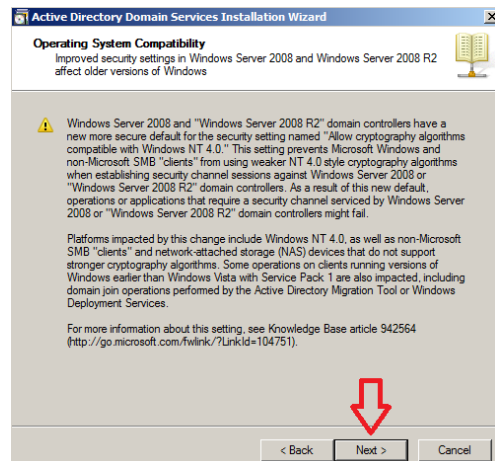 Active Directory Domain Services Installation Wizard
Operating System Compatibility
Improved security settings in Windows Server 2008 and Windows Server 2008 R2
affect older versions of Windows
Windows Server 2008 and "Windows Server 2008 R2" domain controllers have a
new more secure default for the security setting named "Allow cryptography algorithms
compatible with Windows NT 4.0." This setting prevents Microsoft Windows and
non-Microsoft SMB "clients" from using weaker NT 4.0 style cryptography algorithms
when establishing security channel sessions against Windows Server 2008 or
"Windows Server 2008 R2" domain controllers. As a result of this new default,
operations or applications that require a security channel serviced by Windows Server
2008 or "Windows Server 2008 R2" domain controllers might fail.
Platforms impacted by this change include Windows NT 4.0, as well as non-Microsoft
SMB "clients" and network-attached storage (NAS) devices that do not support
stronger cryptography algorithms. Some operations on clients running versions of
Windows earlier than Windows Vista with Service Pack 1 are also impacted, including
domain join operations performed by the Active Directory Migration Tool or Windows
Deployment Services.
For more information about this setting, see Knowledge Base article 942564
(http://go.microsoft.com/fwlink/?LinkId=104751).
< Back Next > Cancel